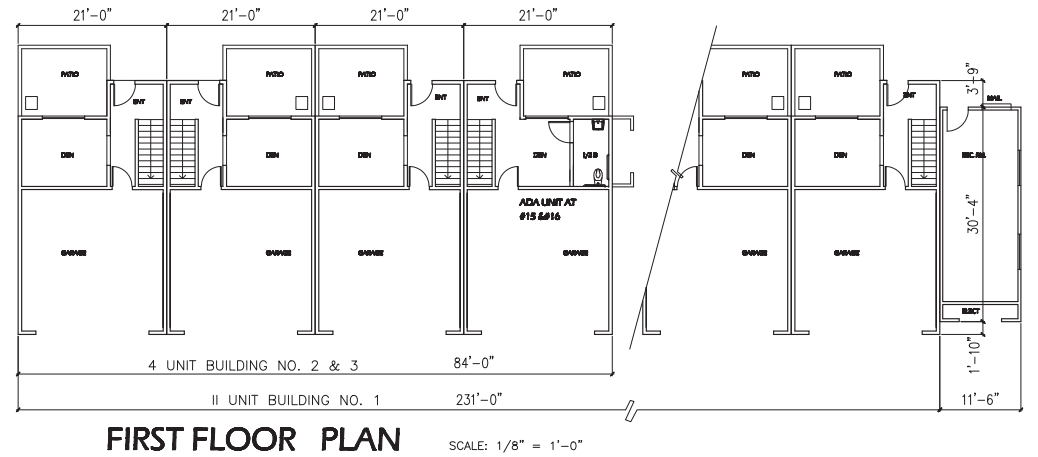 21'-0" 21'-0" 21'-0" 21'-0"
3'-9"
PATIO PATIO PATIO PATIO PATIO PATIO
ENT ENT ENT ENT ENT MAIL
DEN DEN DEN DEN 1/2 B DEN DEN REC. RM.
ADA UNIT AT
#15 &#16
30'-4"
GARAGE GARAGE GARAGE GARAGE GARAGE GARAGE
ELECT
1'-10"
4 UNIT BUILDING NO. 2 & 3 84'-0"
II UNIT BUILDING NO. 1 231'-0" 11'-6"
FIRST FLOOR PLAN SCALE: 1/8" = 1'-0"